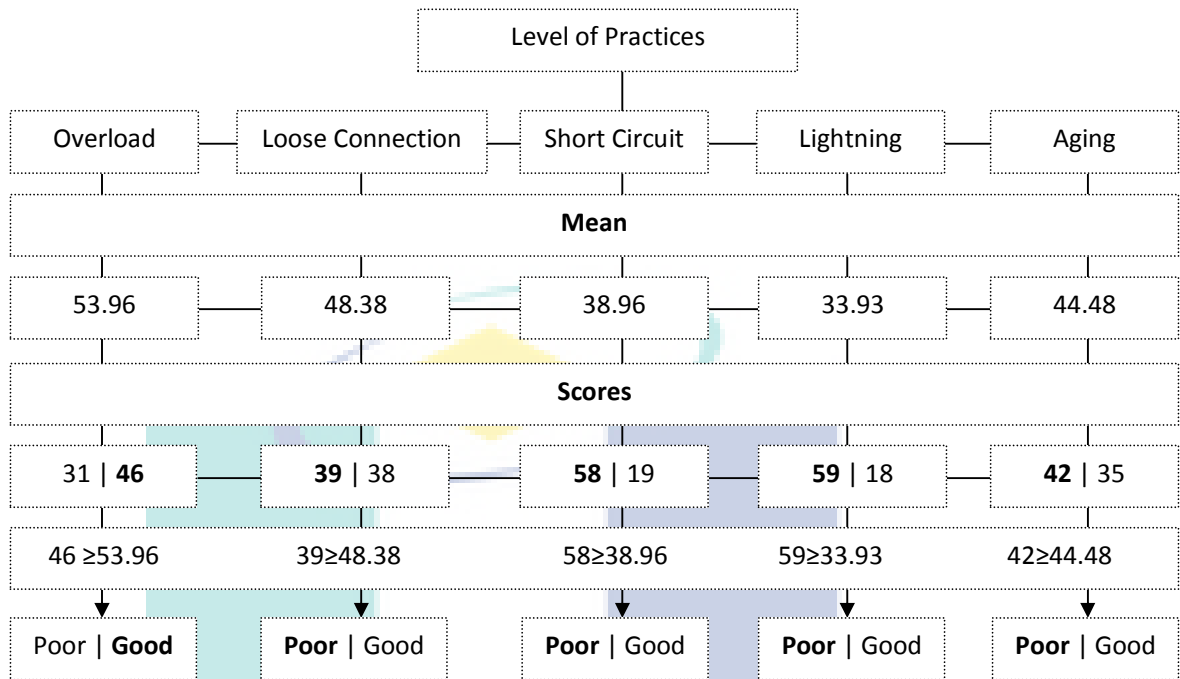 Level of Practices
Overload
Loose Connection
Short Circuit
Lightning
Aging
Mean
53.96
48.38
38.96
33.93
44.48
Scores
31 | 46
39 | 38
58 | 19
59 | 18
42 | 35
46 ≥53.96
39≥48.38
58≥38.96
59≥33.93
42≥44.48
Poor | Good
Poor | Good
Poor | Good
Poor | Good
Poor | Good